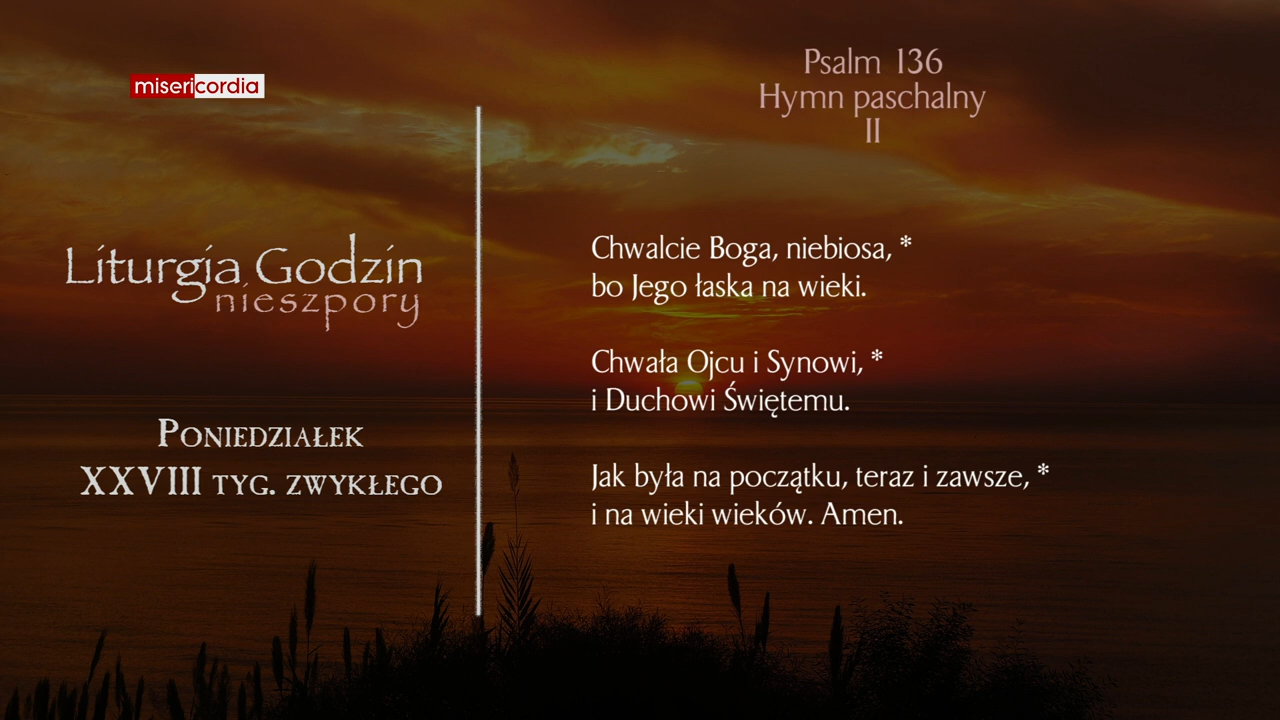 misericordia
Liturgia Godzin
nieszpory
Poniedziałek
XXVIII tyg. zwykłego
Psalm 136
Hymn paschalny
II
Chwalcie Boga, niebiosa, *
bo Jego łaska na wieki.
Chwała Ojcu i Synowi, *
i Duchowi Świętemu.
Jak była na początku, teraz i zawsze, *
i na wieki wieków. Amen.